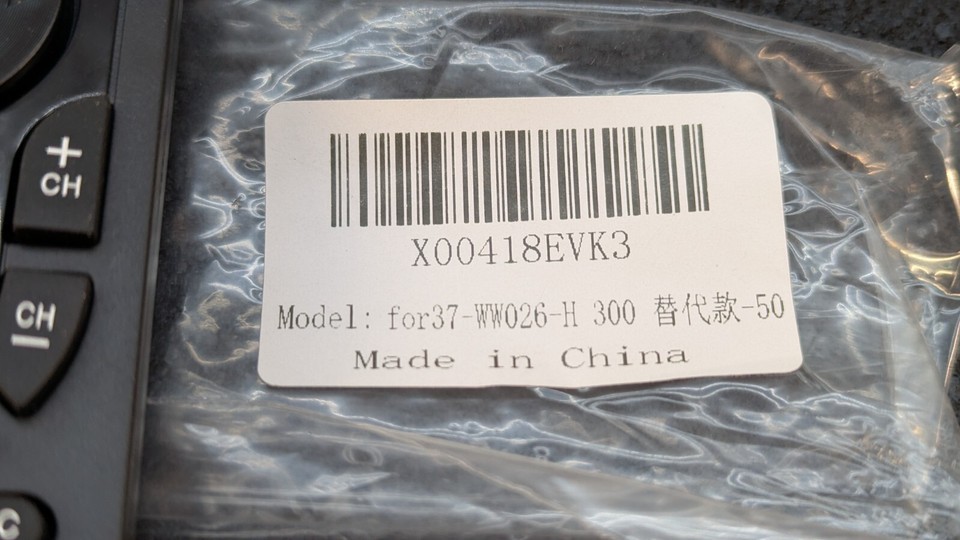 +
CH
CH
—
C
X00418EVK3
Model: for37-WW026-H 300 替代款-50
Made in China